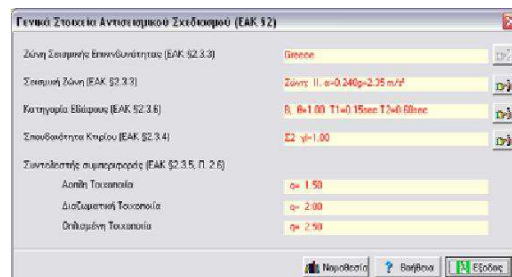 Γενικά Στοιχεία Αντισεισμικού Σχεδιασμού (ΕΑΚ §2)
Ζώνη Σεισμικής Επικινδυνότητας (ΕΑΚ §2.3.3) Greece
Σεισμική Ζώνη (ΕΑΚ §2.3.3) Ζώνη: II, α=0.240g=2.35 m/s²
Κατηγορία Εδάφους (ΕΑΚ §2.3.6) Β, θ=1.00 T1=0.15sec T2=0.60sec
Σπουδαιότητα Κτιρίου (ΕΑΚ §2.3.4) Σ2 γI=1.00
Συντελεστής συμπεριφοράς (ΕΑΚ §2.3.5, Π. 2.6)
Αοπλη Τοιχοποιία q= 1.50
Διαζωματική Τοιχοποιία q= 2.00
Οπλισμένη Τοιχοποιία q= 2.50
Νομοθεσία ? Βοήθεια Εξοδος